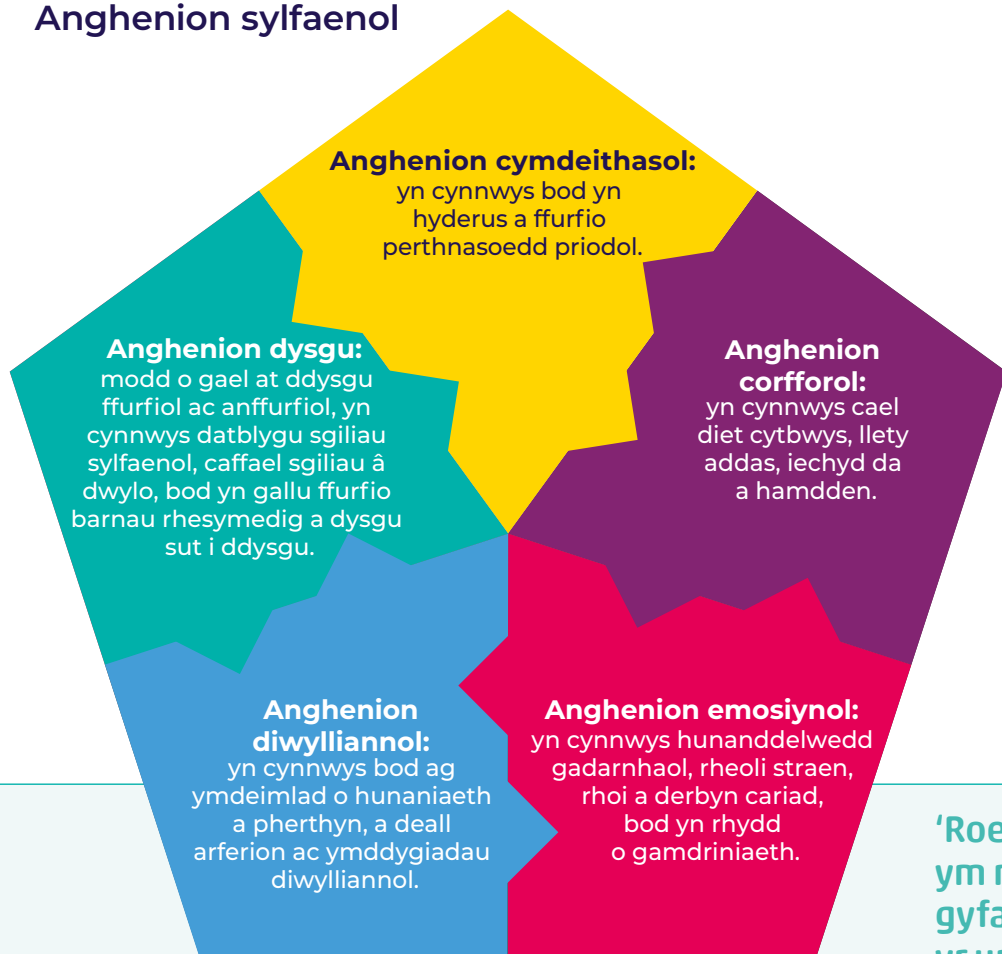 Anghenion sylfaenol
Anghenion cymdeithasol:
yn cynnwys bod yn
hyderus a ffurfio
perthnasoedd priodol.
Anghenion dysgu:
modd o gael at ddysgu
ffurfiol ac anffurfiol, yn
cynnwys datblygu sgiliau
sylfaenol, caffael sgiliau â
dwylo, bod yn gallu ffurfio
barnau rhesymedig a dysgu
sut i ddysgu.
Anghenion
corfforol:
yn cynnwys cael
diet cytbwys, llety
addas, iechyd da
a hamdden.
Anghenion
diwylliannol:
yn cynnwys bod ag
ymdeimlad o hunaniaeth
a pherthyn, a deall
arferion ac ymddygiadau
diwylliannol.
Anghenion emosiynol:
yn cynnwys hunanddelwedd
gadarnhaol, rheoli straen,
rhoi a derbyn cariad,
bod yn rhydd
o gamdriniaeth.
‘Roe
ym
gyfa